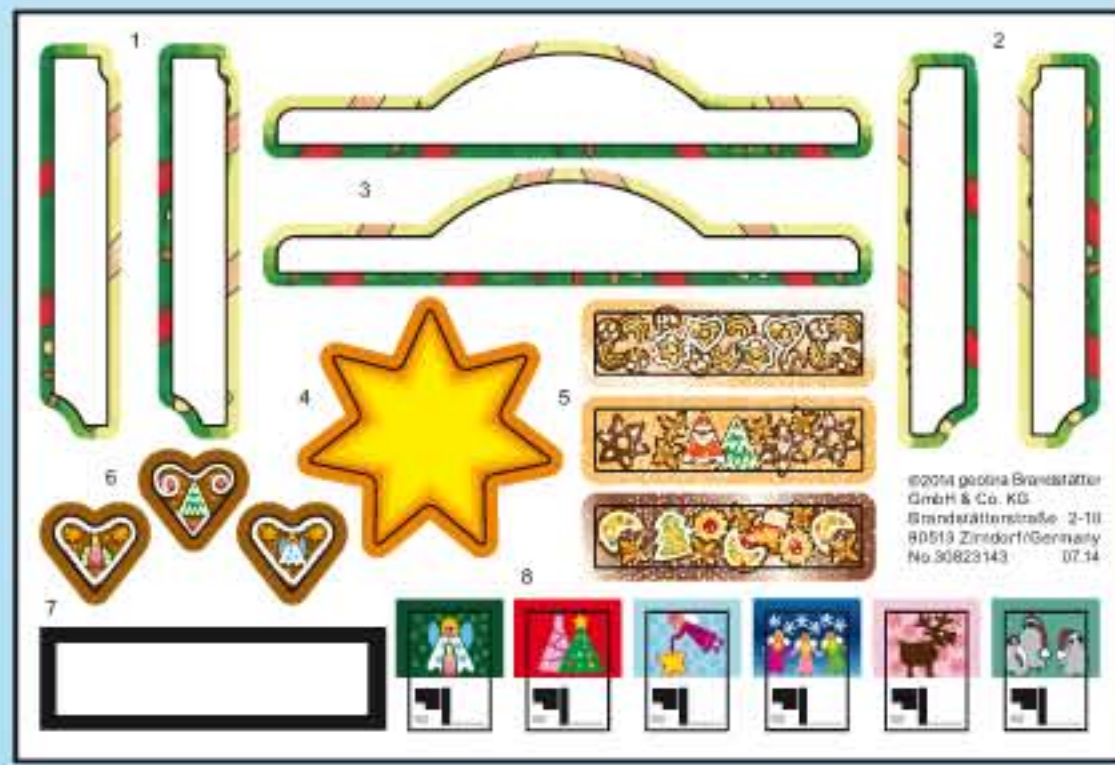 1
2
3
4
5
©2014 geobra Brandstätter
GmbH & Co. KG
Brandstätterstraße 2-10
90513 Zirndorf/Germany
No.30823143 07.14
6
7
8